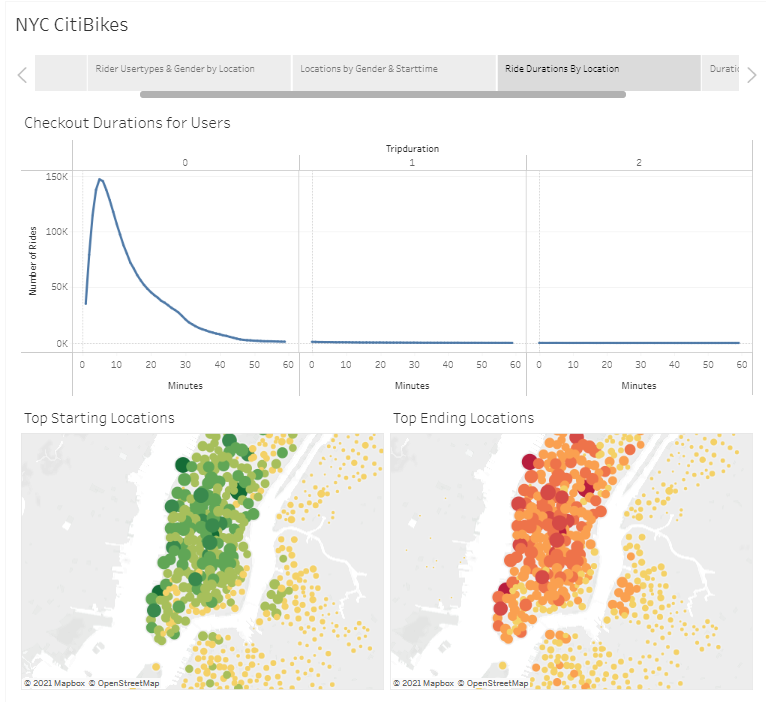 NYC CitiBikes
Rider Usertypes & Gender by Location
Locations by Gender & Starttime
Ride Durations By Location
Checkout Durations for Users
Tripduration
0 1 2
150K
100K
50K
0K
Number of Rides
0 10 20 30 40 50 60 0 10 20 30 40 50 60 0 10 20 30 40 50 60
Minutes Minutes Minutes
Top Starting Locations
Top Ending Locations
© 2021 Mapbox © OpenStreetMap
© 2021 Mapbox © OpenStreetMap